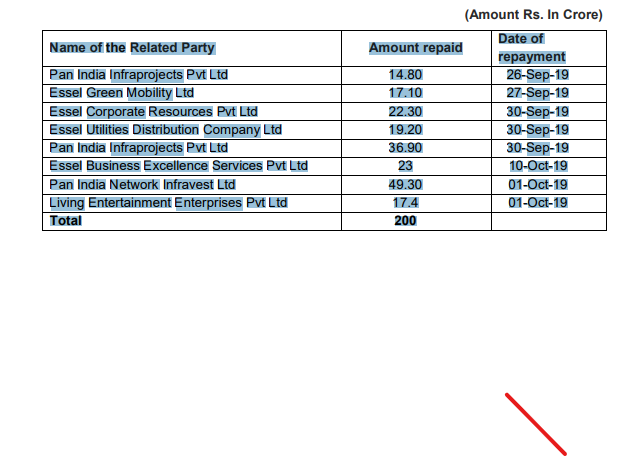 (Amount Rs. In Crore)
Name of the Related Party Amount repaid Date of repayment
Pan India Infraprojects Pvt Ltd 14.80 26-Sep-19
Essel Green Mobility Ltd 17.10 27-Sep-19
Essel Corporate Resources Pvt Ltd 22.30 30-Sep-19
Essel Utilities Distribution Company Ltd 19.20 30-Sep-19
Pan India Infraprojects Pvt Ltd 36.90 30-Sep-19
Essel Business Excellence Services Pvt Ltd 23 10-Oct-19
Pan India Network Infravest Ltd 49.30 01-Oct-19
Living Entertainment Enterprises Pvt Ltd 17.4 01-Oct-19
Total 200